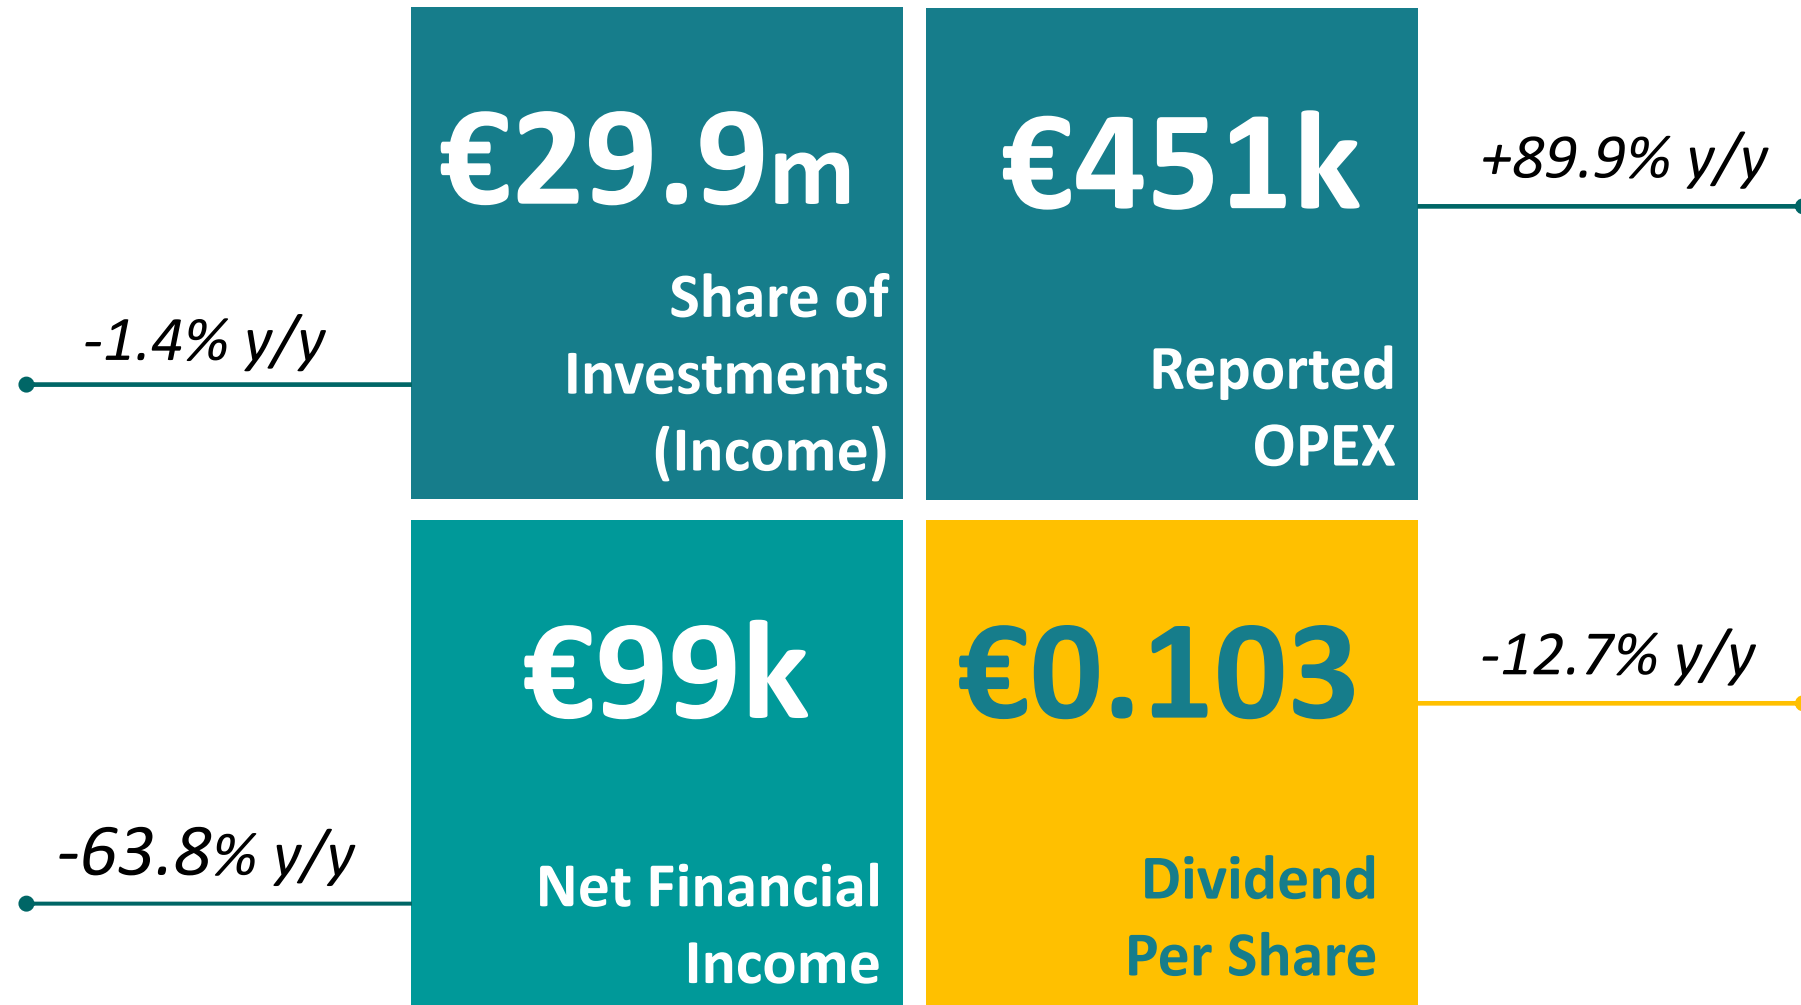 €29.9m
Share of
Investments
(Income)
-1.4% y/y
€451k
Reported
OPEX
+89.9% y/y
€99k
Net Financial
Income
-63.8% y/y
€0.103
Dividend
Per Share
-12.7% y/y